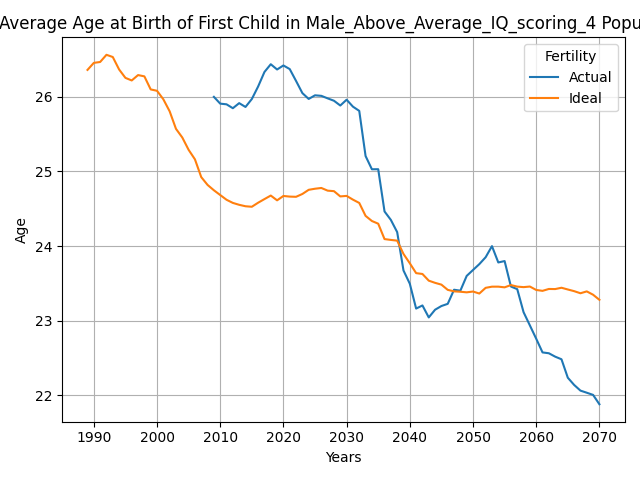 Average Age at Birth of First Child in Male_Above_Average_IQ_scoring_4 Popu
Fertility
Actual
Ideal
26
25
24
23
22
Age
1990 2000 2010 2020 2030 2040 2050 2060 2070
Years